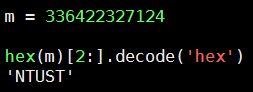 m = 336422327124
hex(m)[2:].decode('hex')
'NTUST'